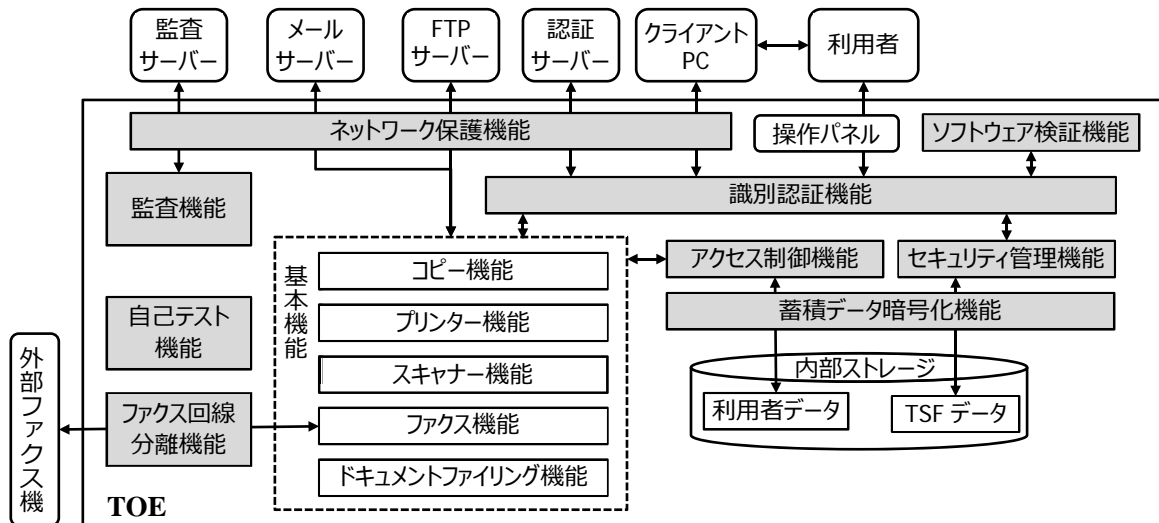 監査
サーバー
メール
サーバー
FTP
サーバー
認証
サーバー
クライアント
PC
利用者
ネットワーク保護機能
操作パネル
ソフトウェア検証機能
監査機能
識別認証機能
基本機能
コピー機能
プリンター機能
スキャナー機能
ファクス機能
ドキュメントファイリング機能
アクセス制御機能
セキュリティ管理機能
自己テスト
機能
蓄積データ暗号化機能
内部ストレージ
利用者データ
TSF データ
外部ファクス機
ファクス回線
分離機能
TOE